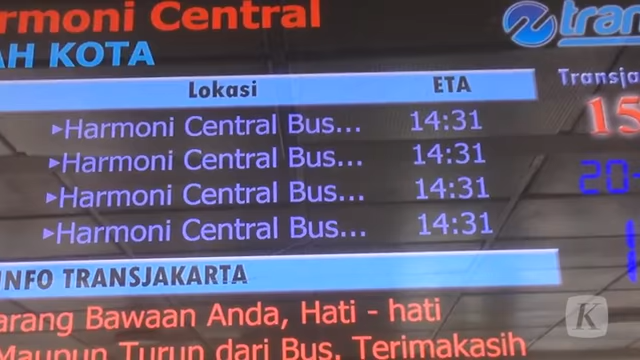 rmoni Central
AH KOTA
tran
Lokasi ETA
Transja
▸Harmoni Central Bus... 14:31
▸Harmoni Central Bus... 14:31
▸Harmoni Central Bus... 14:31
▸Harmoni Central Bus... 14:31
15
20-
INFO TRANSJAKARTA
arang Bawaan Anda, Hati - hati
Maupun Turun dari Bus. Terimakasih
K